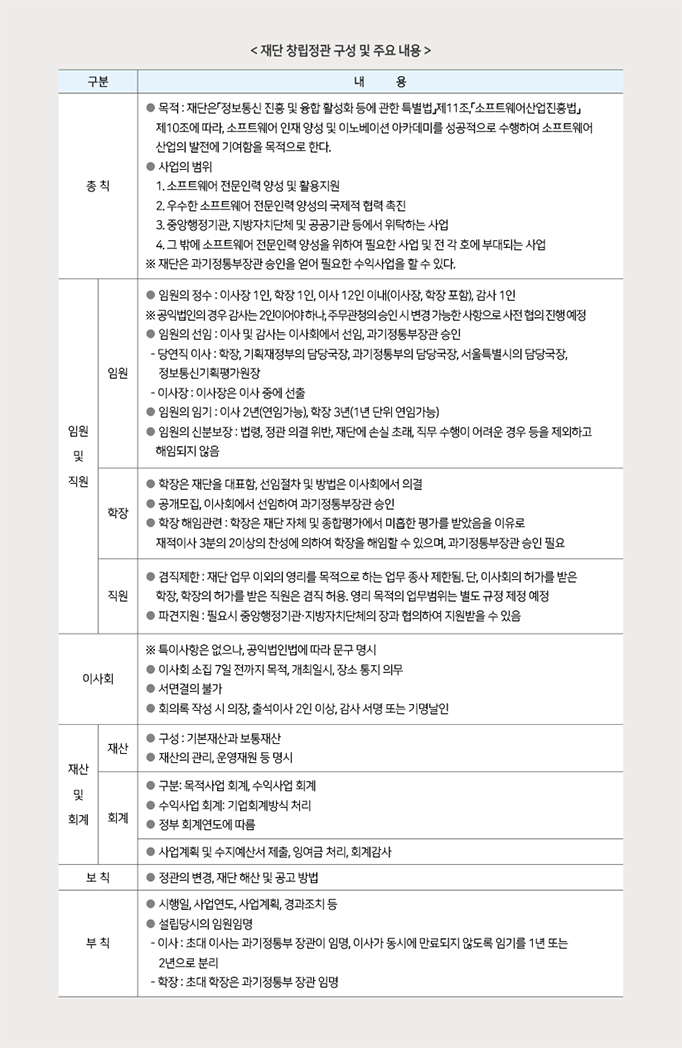 < 재단 창립정관 구성 및 주요 내용 >
구분
내 용
총 칙
● 목적 : 재단은「정보통신 진흥 및 융합 활성화 등에 관한 특별법」제11조,「소프트웨어산업진흥법」
제10조에 따라, 소프트웨어 인재 양성 및 이노베이션 아카데미를 성공적으로 수행하여 소프트웨어
산업의 발전에 기여함을 목적으로 한다.
● 사업의 범위
1. 소프트웨어 전문인력 양성 및 활용지원
2. 우수한 소프트웨어 전문인력 양성의 국제적 협력 촉진
3. 중앙행정기관, 지방자치단체 및 공공기관 등에서 위탁하는 사업
4. 그 밖에 소프트웨어 전문인력 양성을 위하여 필요한 사업 및 전 각 호에 부대되는 사업
※ 재단은 과기정통부장관 승인을 얻어 필요한 수익사업을 할 수 있다.
임원
및
직원
임원
● 임원의 정수 : 이사장 1인, 학장 1인, 이사 12인 이내(이사장, 학장 포함), 감사 1인
※ 공익법인의 경우 감사는 2인이어야 하나, 주무관청의 승인 시 변경 가능한 사항으로 사전 협의 진행 예정
● 임원의 선임 : 이사 및 감사는 이사회에서 선임, 과기정통부장관 승인
- 당연직 이사 : 학장, 기획재정부의 담당국장, 과기정통부의 담당국장, 서울특별시의 담당국장,
정보통신기획평가원장
- 이사장 : 이사장은 이사 중에 선출
● 임원의 임기 : 이사 2년(연임가능), 학장 3년(1년 단위 연임가능)
● 임원의 신분보장 : 법령, 정관 의결 위반, 재단에 손실 초래, 직무 수행이 어려운 경우 등을 제외하고
해임되지 않음
학장
● 학장은 재단을 대표함, 선임절차 및 방법은 이사회에서 의결
● 공개모집, 이사회에서 선임하여 과기정통부장관 승인
● 학장 해임관련 : 학장은 재단 자체 및 종합평가에서 미흡한 평가를 받았음을 이유로
재적이사 3분의 2이상의 찬성에 의하여 학장을 해임할 수 있으며, 과기정통부장관 승인 필요
직원
● 겸직제한 : 재단 업무 이외의 영리를 목적으로 하는 업무 종사 제한됨. 단, 이사회의 허가를 받은
학장, 학장의 허가를 받은 직원은 겸직 허용. 영리 목적의 업무범위는 별도 규정 제정 예정
● 파견지원 : 필요시 중앙행정기관·지방자치단체의 장과 협의하여 지원받을 수 있음
이사회
※ 특이사항은 없으나, 공익법인법에 따라 문구 명시
● 이사회 소집 7일 전까지 목적, 개최일시, 장소 통지 의무
● 서면결의 불가
● 회의록 작성 시 의장, 출석이사 2인 이상, 감사 서명 또는 기명날인
재산
및
회계
재산
● 구성 : 기본재산과 보통재산
● 재산의 관리, 운영재원 등 명시
회계
● 구분: 목적사업 회계, 수익사업 회계
● 수익사업 회계: 기업회계방식 처리
● 정부 회계연도에 따름
● 사업계획 및 수지예산서 제출, 잉여금 처리, 회계감사
보 칙
● 정관의 변경, 재단 해산 및 공고 방법
부 칙
● 시행일, 사업연도, 사업계획, 경과조치 등
● 설립당시의 임원임명
- 이사 : 초대 이사는 과기정통부 장관이 임명, 이사가 동시에 만료되지 않도록 임기를 1년 또는
2년으로 분리
- 학장 : 초대 학장은 과기정통부 장관 임명